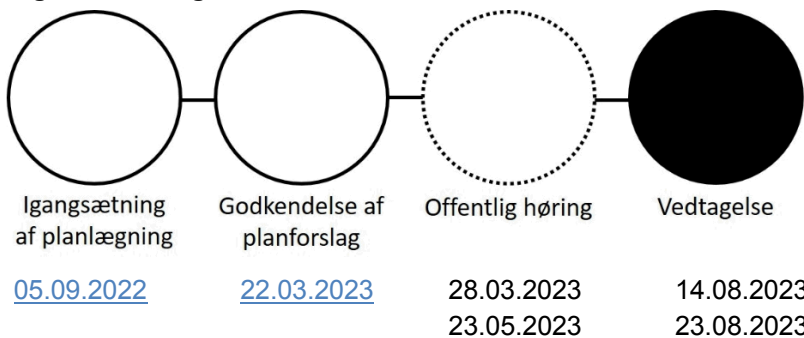 Igangsætning
af planlægning
Godkendelse af
planforslag
Offentlig høring
Vedtagelse
05.09.2022
22.03.2023
28.03.2023
14.08.2023
23.05.2023
23.08.2023